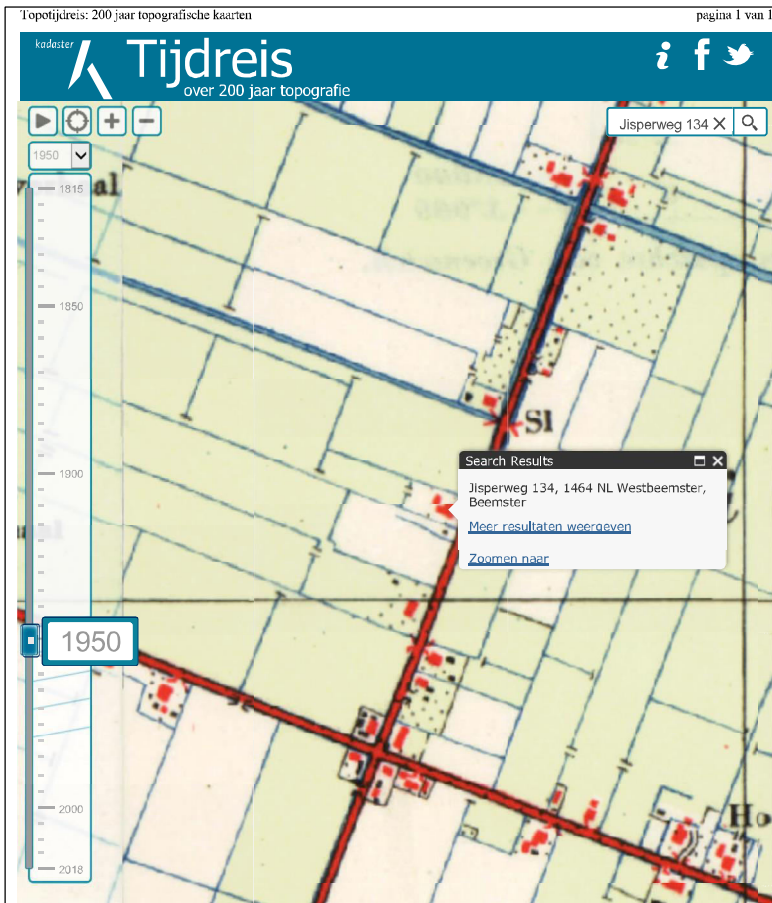 Topotijdreis: 200 jaar topografische kaarten
pagina 1 van 1
kadaster
Tijdreis
over 200 jaar topografie
Jisperweg 134
1950
1815
al
1850
Sl
1900
Search Results
Jisperweg 134, 1464 NL Westbeemster,
Beemster
Meer resultaten weergeven
Zoomen naar
1950
2000
Ho
2018